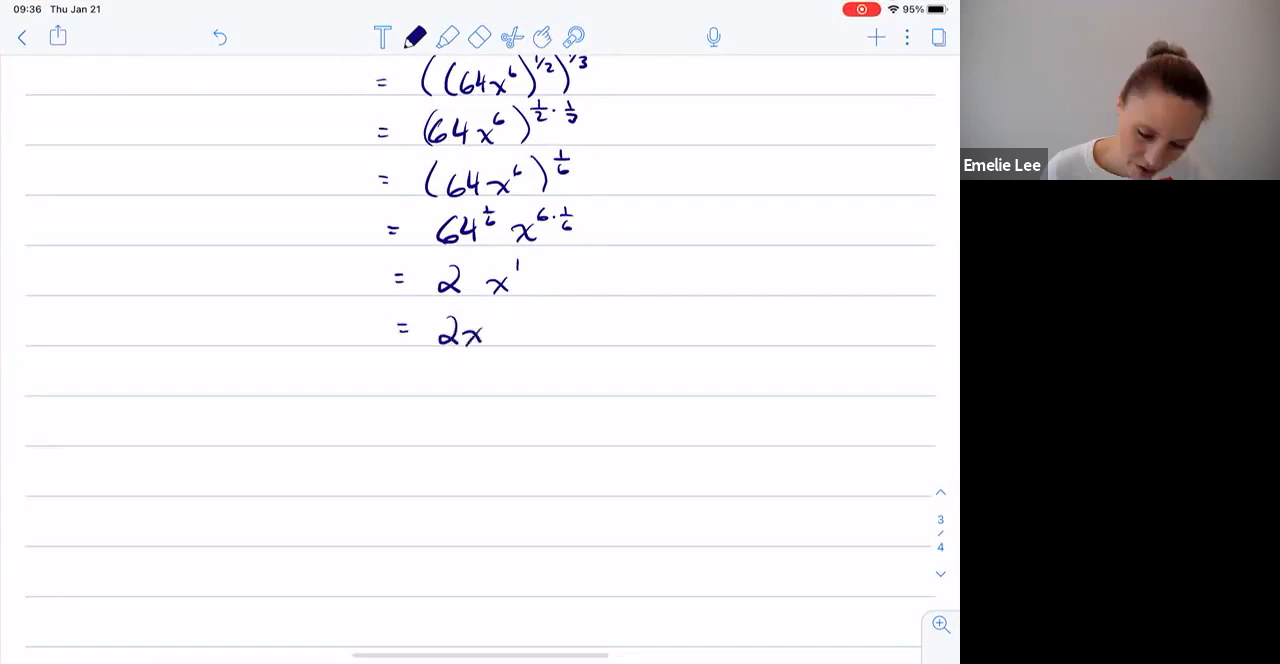 09:36 Thu Jan 21
95%
T
= ((64x⁶)^1/2)^1/3
= (64x⁶)^1/2 · 1/3
= (64x⁶)^1/6
= 64^1/6 x^6 · 1/6
= 2 x¹
= 2x
Emelie Lee
3
/
4